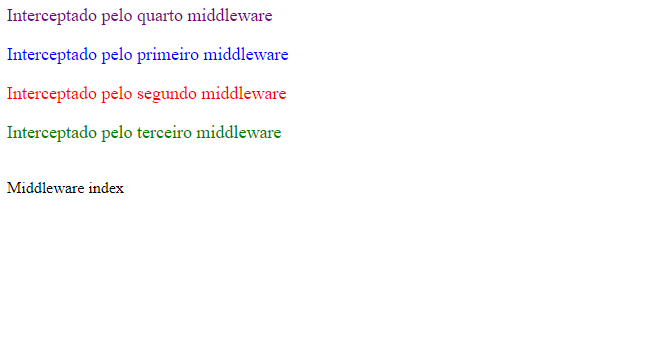 Interceptado pelo quarto middleware
Interceptado pelo primeiro middleware
Interceptado pelo segundo middleware
Interceptado pelo terceiro middleware
Middleware index